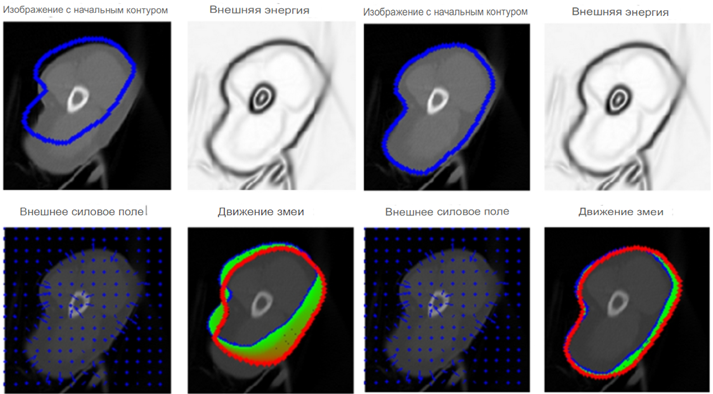 Изображение с начальным контуром
Внешняя энергия
Изображение с начальным контуром
Внешняя энергия
Внешнее силовое поле
Движение змеи
Внешнее силовое поле
Движение змеи